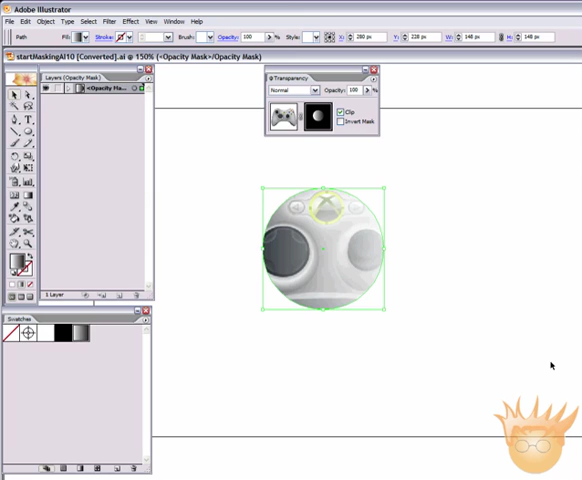 Adobe Illustrator
File Edit Object Type Select Filter Effect View Window Help
Path Fill: Stroke: Brush: Opacity: 100 % Style: X: 280 px Y: 228 px W: 148 px H: 148 px
startMaskingAI10 [Converted].ai @ 150% (<Opacity Mask>/Opacity Mask)
Layers (Opacity Mask)
<Opacity Ma...
Transparency
Normal Opacity: 100 %
Clip
Invert Mask
1 Layer
Swatches